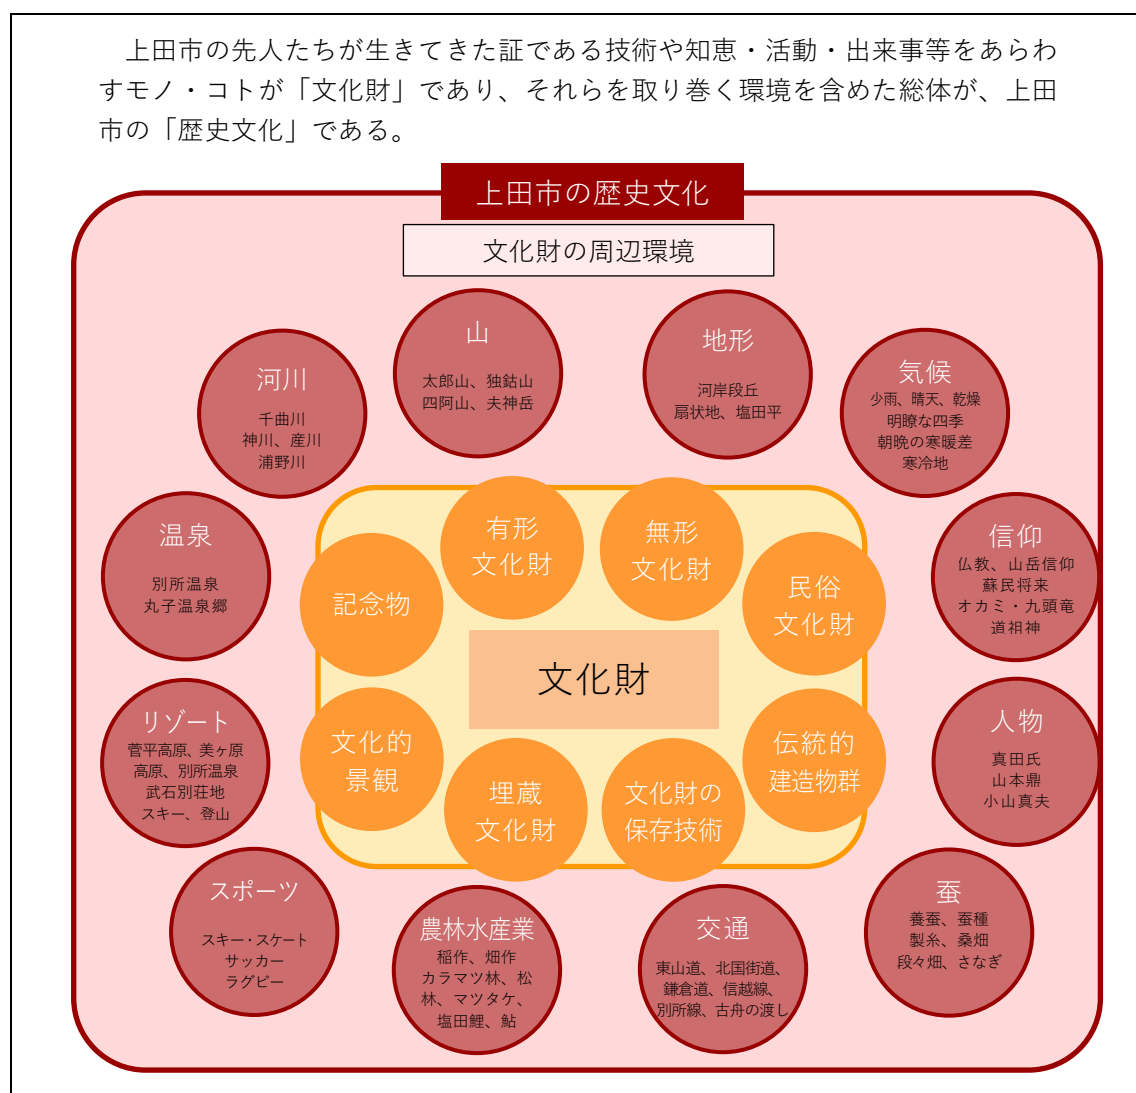 上田市の先人たちが生きてきた証である技術や知恵・活動・出来事等をあらわ
すモノ・コトが「文化財」であり、それらを取り巻く環境を含めた総体が、上田
市の「歴史文化」である。
上田市の歴史文化
文化財の周辺環境
山
太郎山、独鈷山
四阿山、夫神岳
地形
河岸段丘
扇状地、塩田平
河川
千曲川
神川、産川
浦野川
気候
少雨、晴天、乾燥
明瞭な四季
朝晩の寒暖差
寒冷地
温泉
別所温泉
丸子温泉郷
信仰
仏教、山岳信仰
蘇民将来
オカミ・九頭竜
道祖神
リゾート
菅平高原、美ヶ原
高原、別所温泉
武石別荘地
スキー、登山
人物
真田氏
山本鼎
小山真夫
スポーツ
スキー・スケート
サッカー
ラグビー
農林水産業
稲作、畑作
カラマツ林、松
林、マツタケ、
塩田鯉、鮎
交通
東山道、北国街道、
鎌倉道、信越線、
別所線、古舟の渡し
蚕
養蚕、蚕種
製糸、桑畑
段々畑、さなぎ
有形
文化財
無形
文化財
記念物
民俗
文化財
文化財
文化的
景観
伝統的
建造物群
埋蔵
文化財
文化財の
保存技術